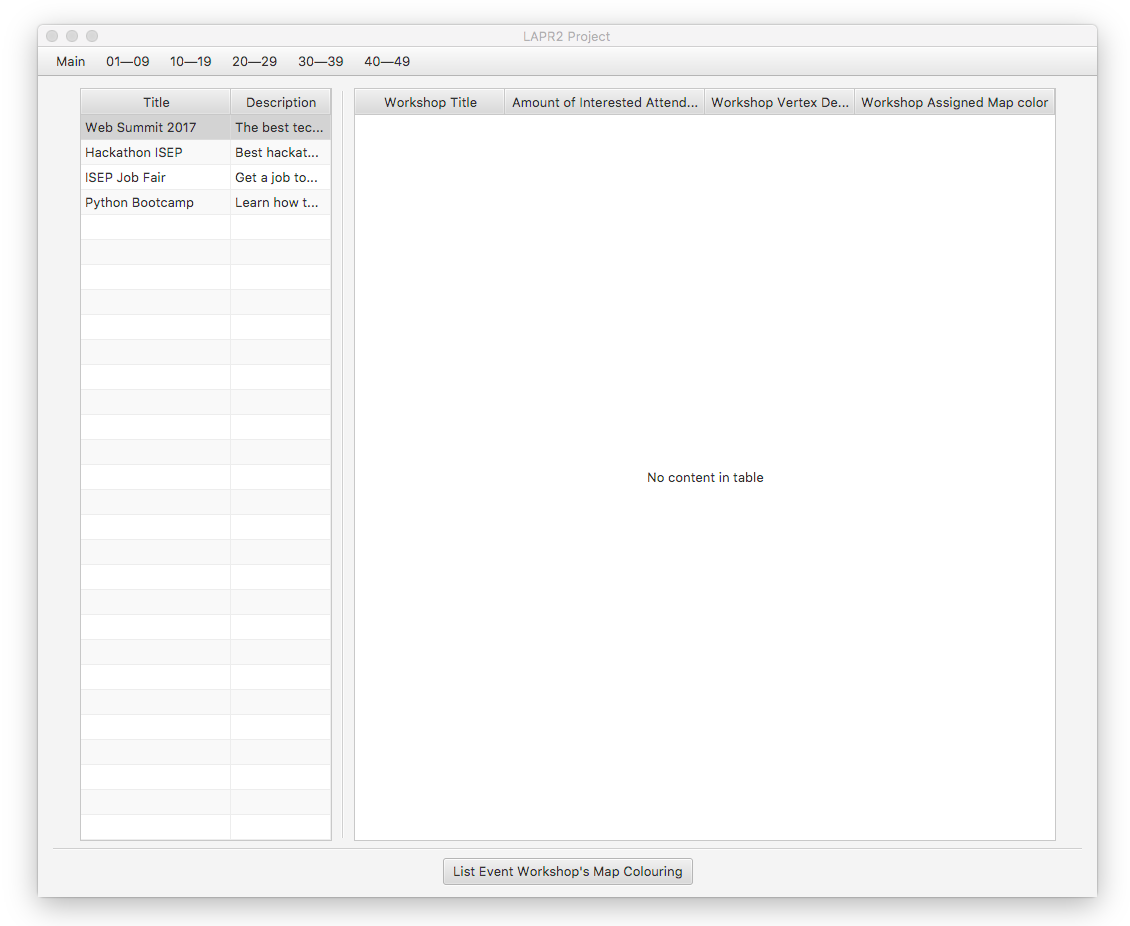 LAPR2 Project
Main 01—09 10—19 20—29 30—39 40—49
Title Description
Web Summit 2017 The best tec...
Hackathon ISEP Best hackat...
ISEP Job Fair Get a job to...
Python Bootcamp Learn how t...
Workshop Title Amount of Interested Attend... Workshop Vertex De... Workshop Assigned Map color
No content in table
List Event Workshop's Map Colouring